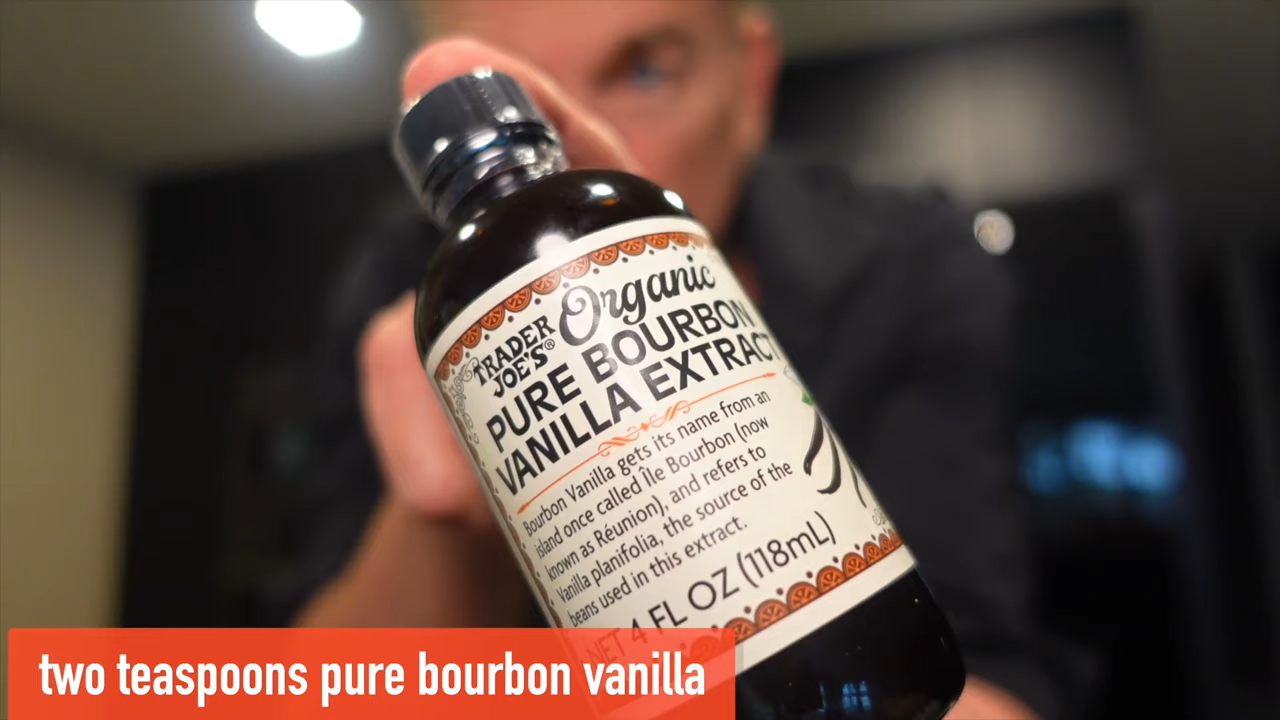 Organic
TRADER
JOE'S®
PURE BOURBON
VANILLA EXTRACT
Bourbon Vanilla gets its name from an
island once called Île Bourbon (now
known as Réunion), and refers to
Vanilla planifolia, the source of the
beans used in this extract.
NET 4 FL OZ (118mL)
two teaspoons pure bourbon vanilla